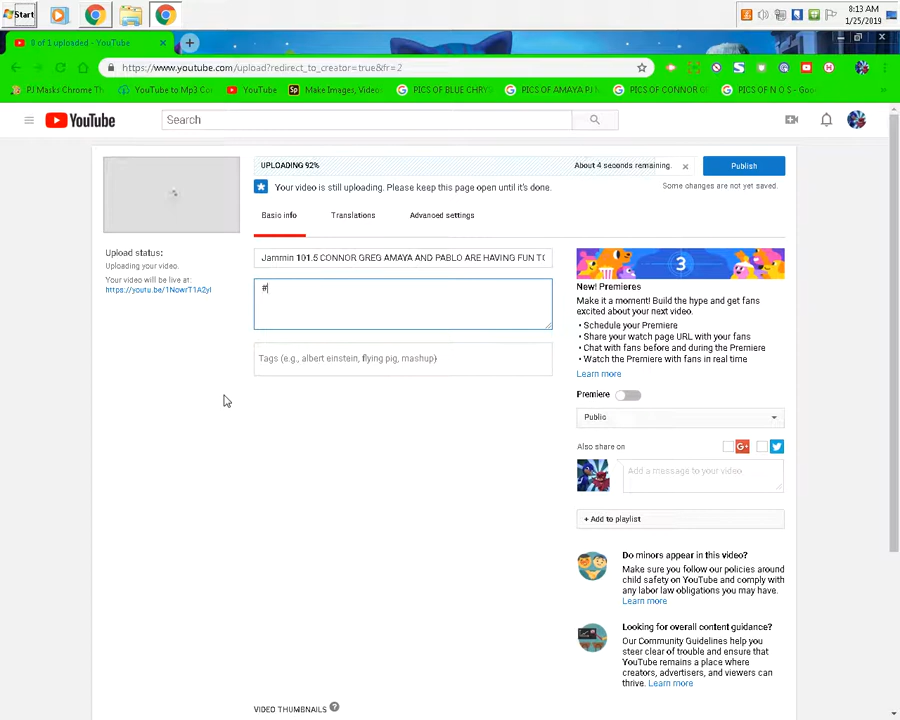 Start
8:13 AM
1/25/2019
0 of 1 uploaded - YouTube
https://www.youtube.com/upload?redirect_to_creator=true&fr=2
PJ Masks Chrome Th
YouTube to Mp3 Co
YouTube
Sp Make Images, Video
PICS OF BLUE CHRY
PICS OF AMAYA PJ
PICS OF CONNOR G
PICS OF N O S - Goo
YouTube
Search
UPLOADING 92%
About 4 seconds remaining.
Publish
Your video is still uploading. Please keep this page open until it's done.
Some changes are not yet saved.
Basic info
Translations
Advanced settings
Upload status:
Uploading your video.
Your video will be live at:
https://youtu.be/1NowrT1A2yI
Jammin 101.5 CONNOR GREG AMAYA AND PABLO ARE HAVING FUN TO
#
Tags (e.g., albert einstein, flying pig, mashup)
3
New! Premieres
Make it a moment! Build the hype and get fans
excited about your next video.
• Schedule your Premiere
• Share your watch page URL with your fans
• Chat with fans before and during the Premiere
• Watch the Premiere with fans in real time
Learn more
Premiere
Public
Also share on
G+
Add a message to your video
+ Add to playlist
Do minors appear in this video?
Make sure you follow our policies around
child safety on YouTube and comply with
any labor law obligations you may have.
Learn more
Looking for overall content guidance?
Our Community Guidelines help you
steer clear of trouble and ensure that
YouTube remains a place where
creators, advertisers, and viewers can
thrive. Learn more
VIDEO THUMBNAILS ?